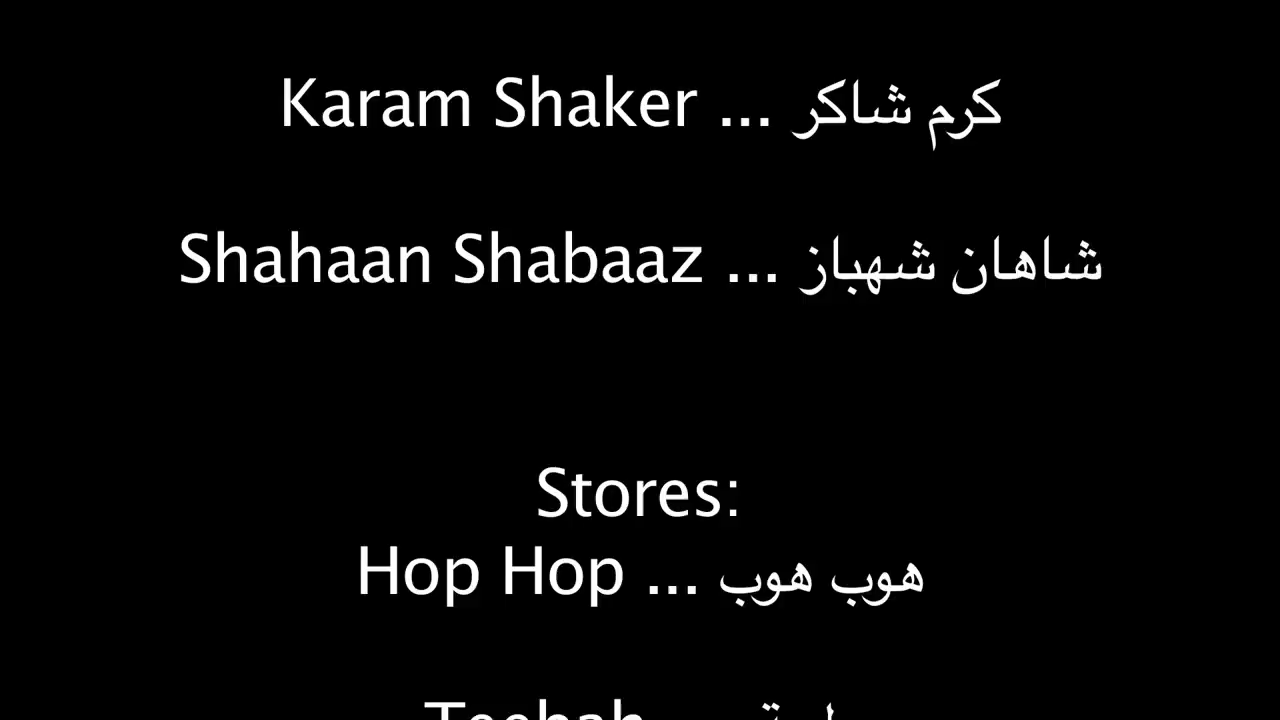 Karam Shaker ... كرم شاكر
Shahaan Shabaaz ... شاهان شهباز
Stores:
Hop Hop ... هوب هوب